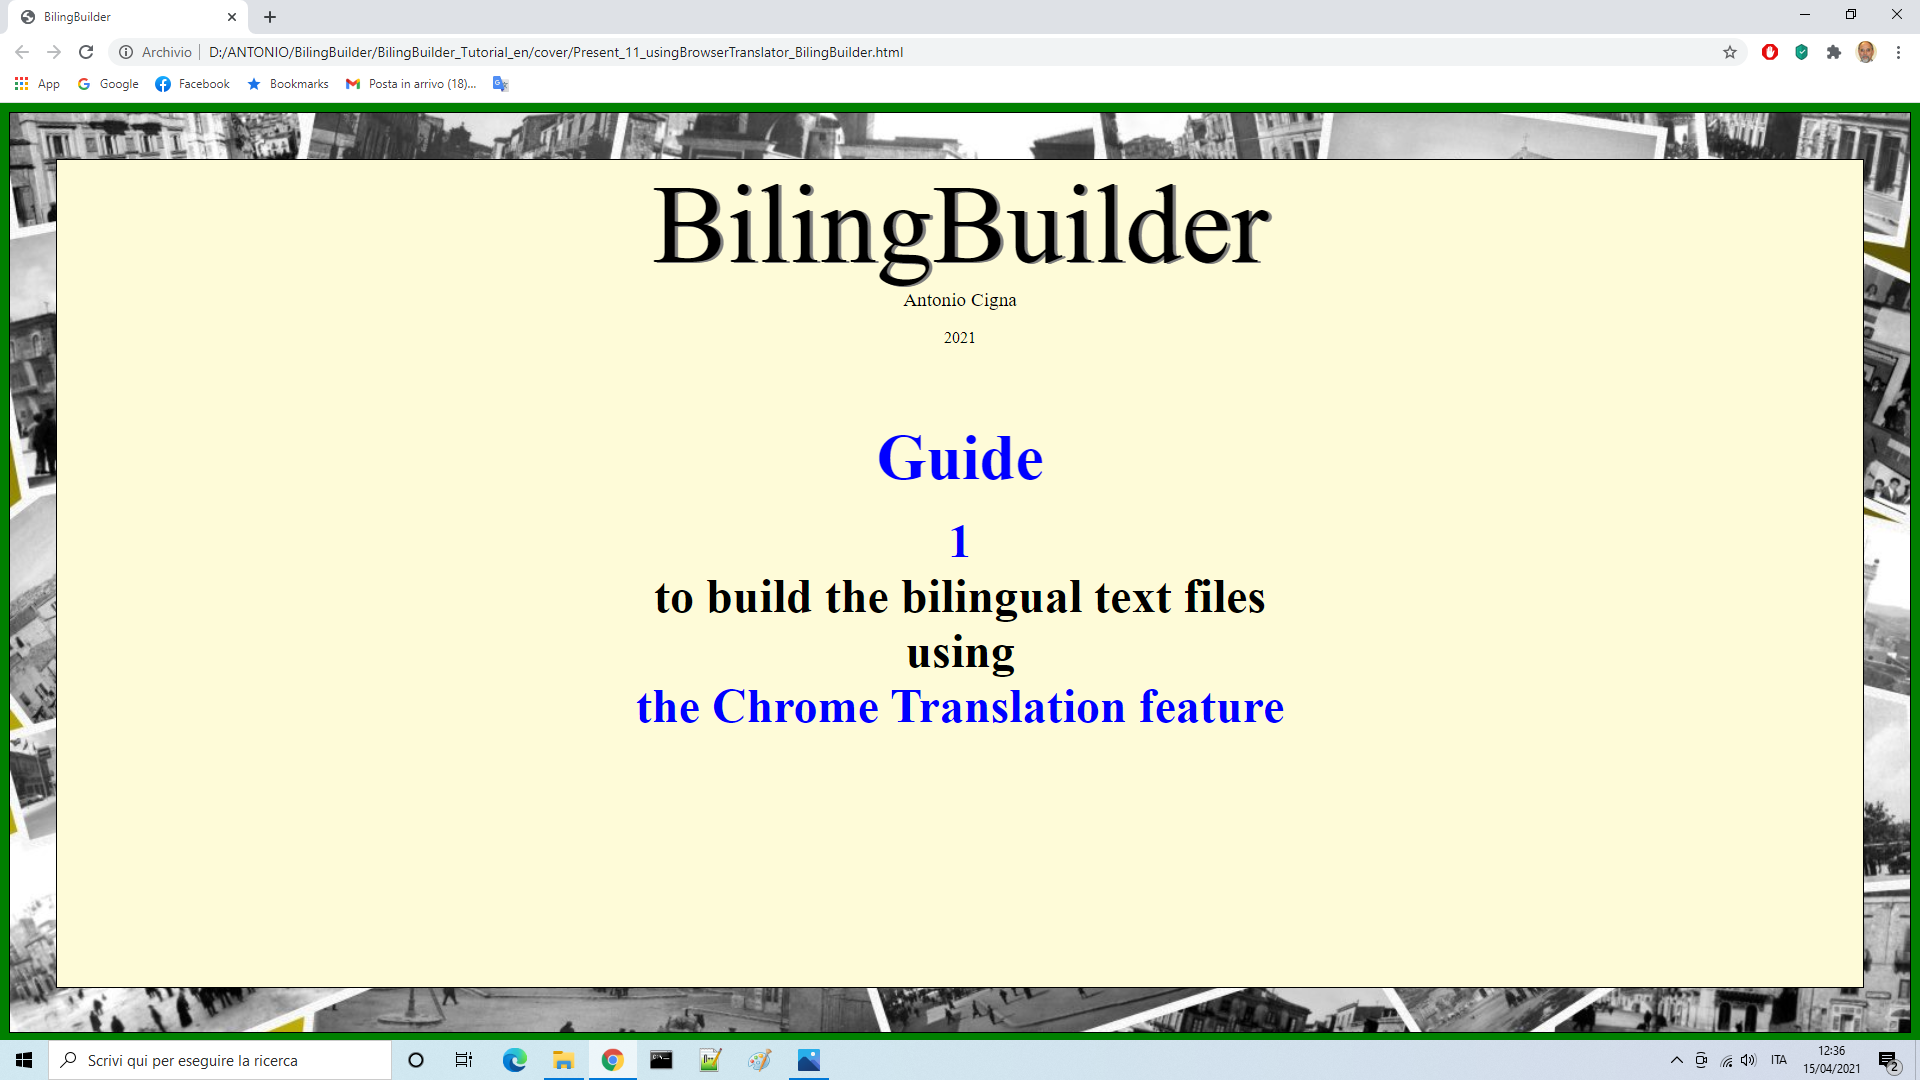 BilingBuilder
Archivio
D:/ANTONIO/BilingBuilder/BilingBuilder_Tutorial_en/cover/Present_11_usingBrowserTranslator_BilingBuilder.html
App
Google
Facebook
Bookmarks
Posta in arrivo (18)...
BilingBuilder
Antonio Cigna
2021
Guide
1
to build the bilingual text files
using
the Chrome Translation feature
Scrivi qui per eseguire la ricerca
ITA
12:36
15/04/2021
2